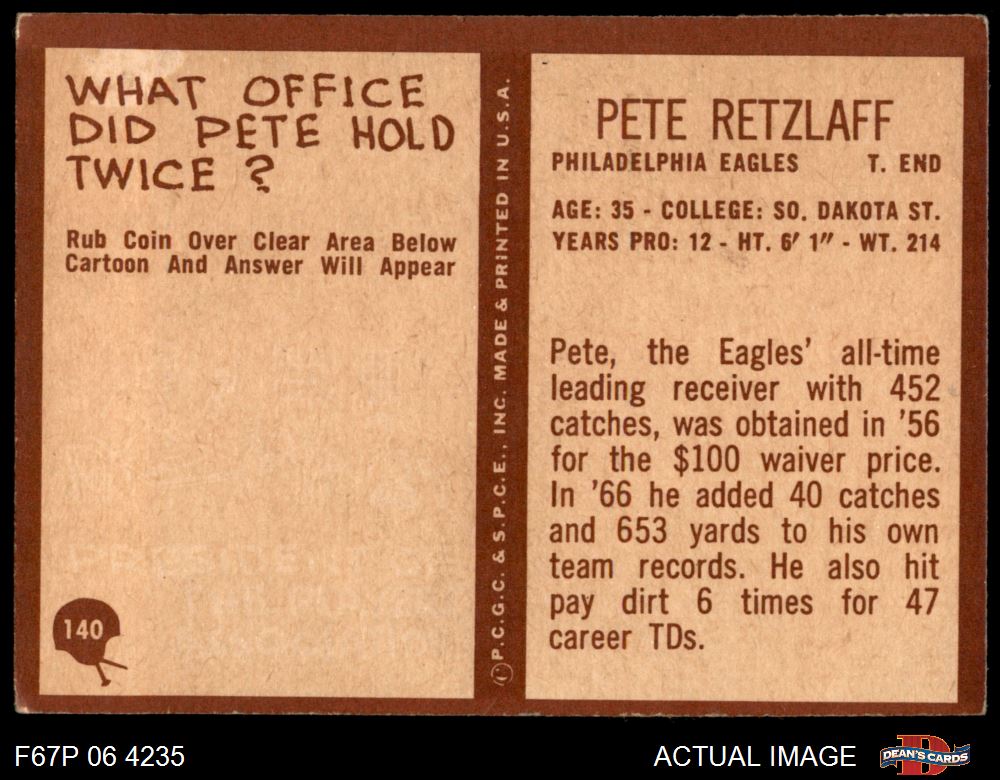 WHAT OFFICE
DID PETE HOLD
TWICE ?
Rub Coin Over Clear Area Below
Cartoon And Answer Will Appear
PRESIDENT OF
THE PLAYERS
140
P.C.G.C. & S.P.C.E., INC. MADE & PRINTED IN U.S.A.
PETE RETZLAFF
PHILADELPHIA EAGLES T. END
AGE: 35 - COLLEGE: SO. DAKOTA ST.
YEARS PRO: 12 - HT. 6′ 1″ - WT. 214
Pete, the Eagles’ all-time
leading receiver with 452
catches, was obtained in ’56
for the $100 waiver price.
In ’66 he added 40 catches
and 653 yards to his own
team records. He also hit
pay dirt 6 times for 47
career TDs.
F67P 06 4235
ACTUAL IMAGE
DEAN'S CARDS